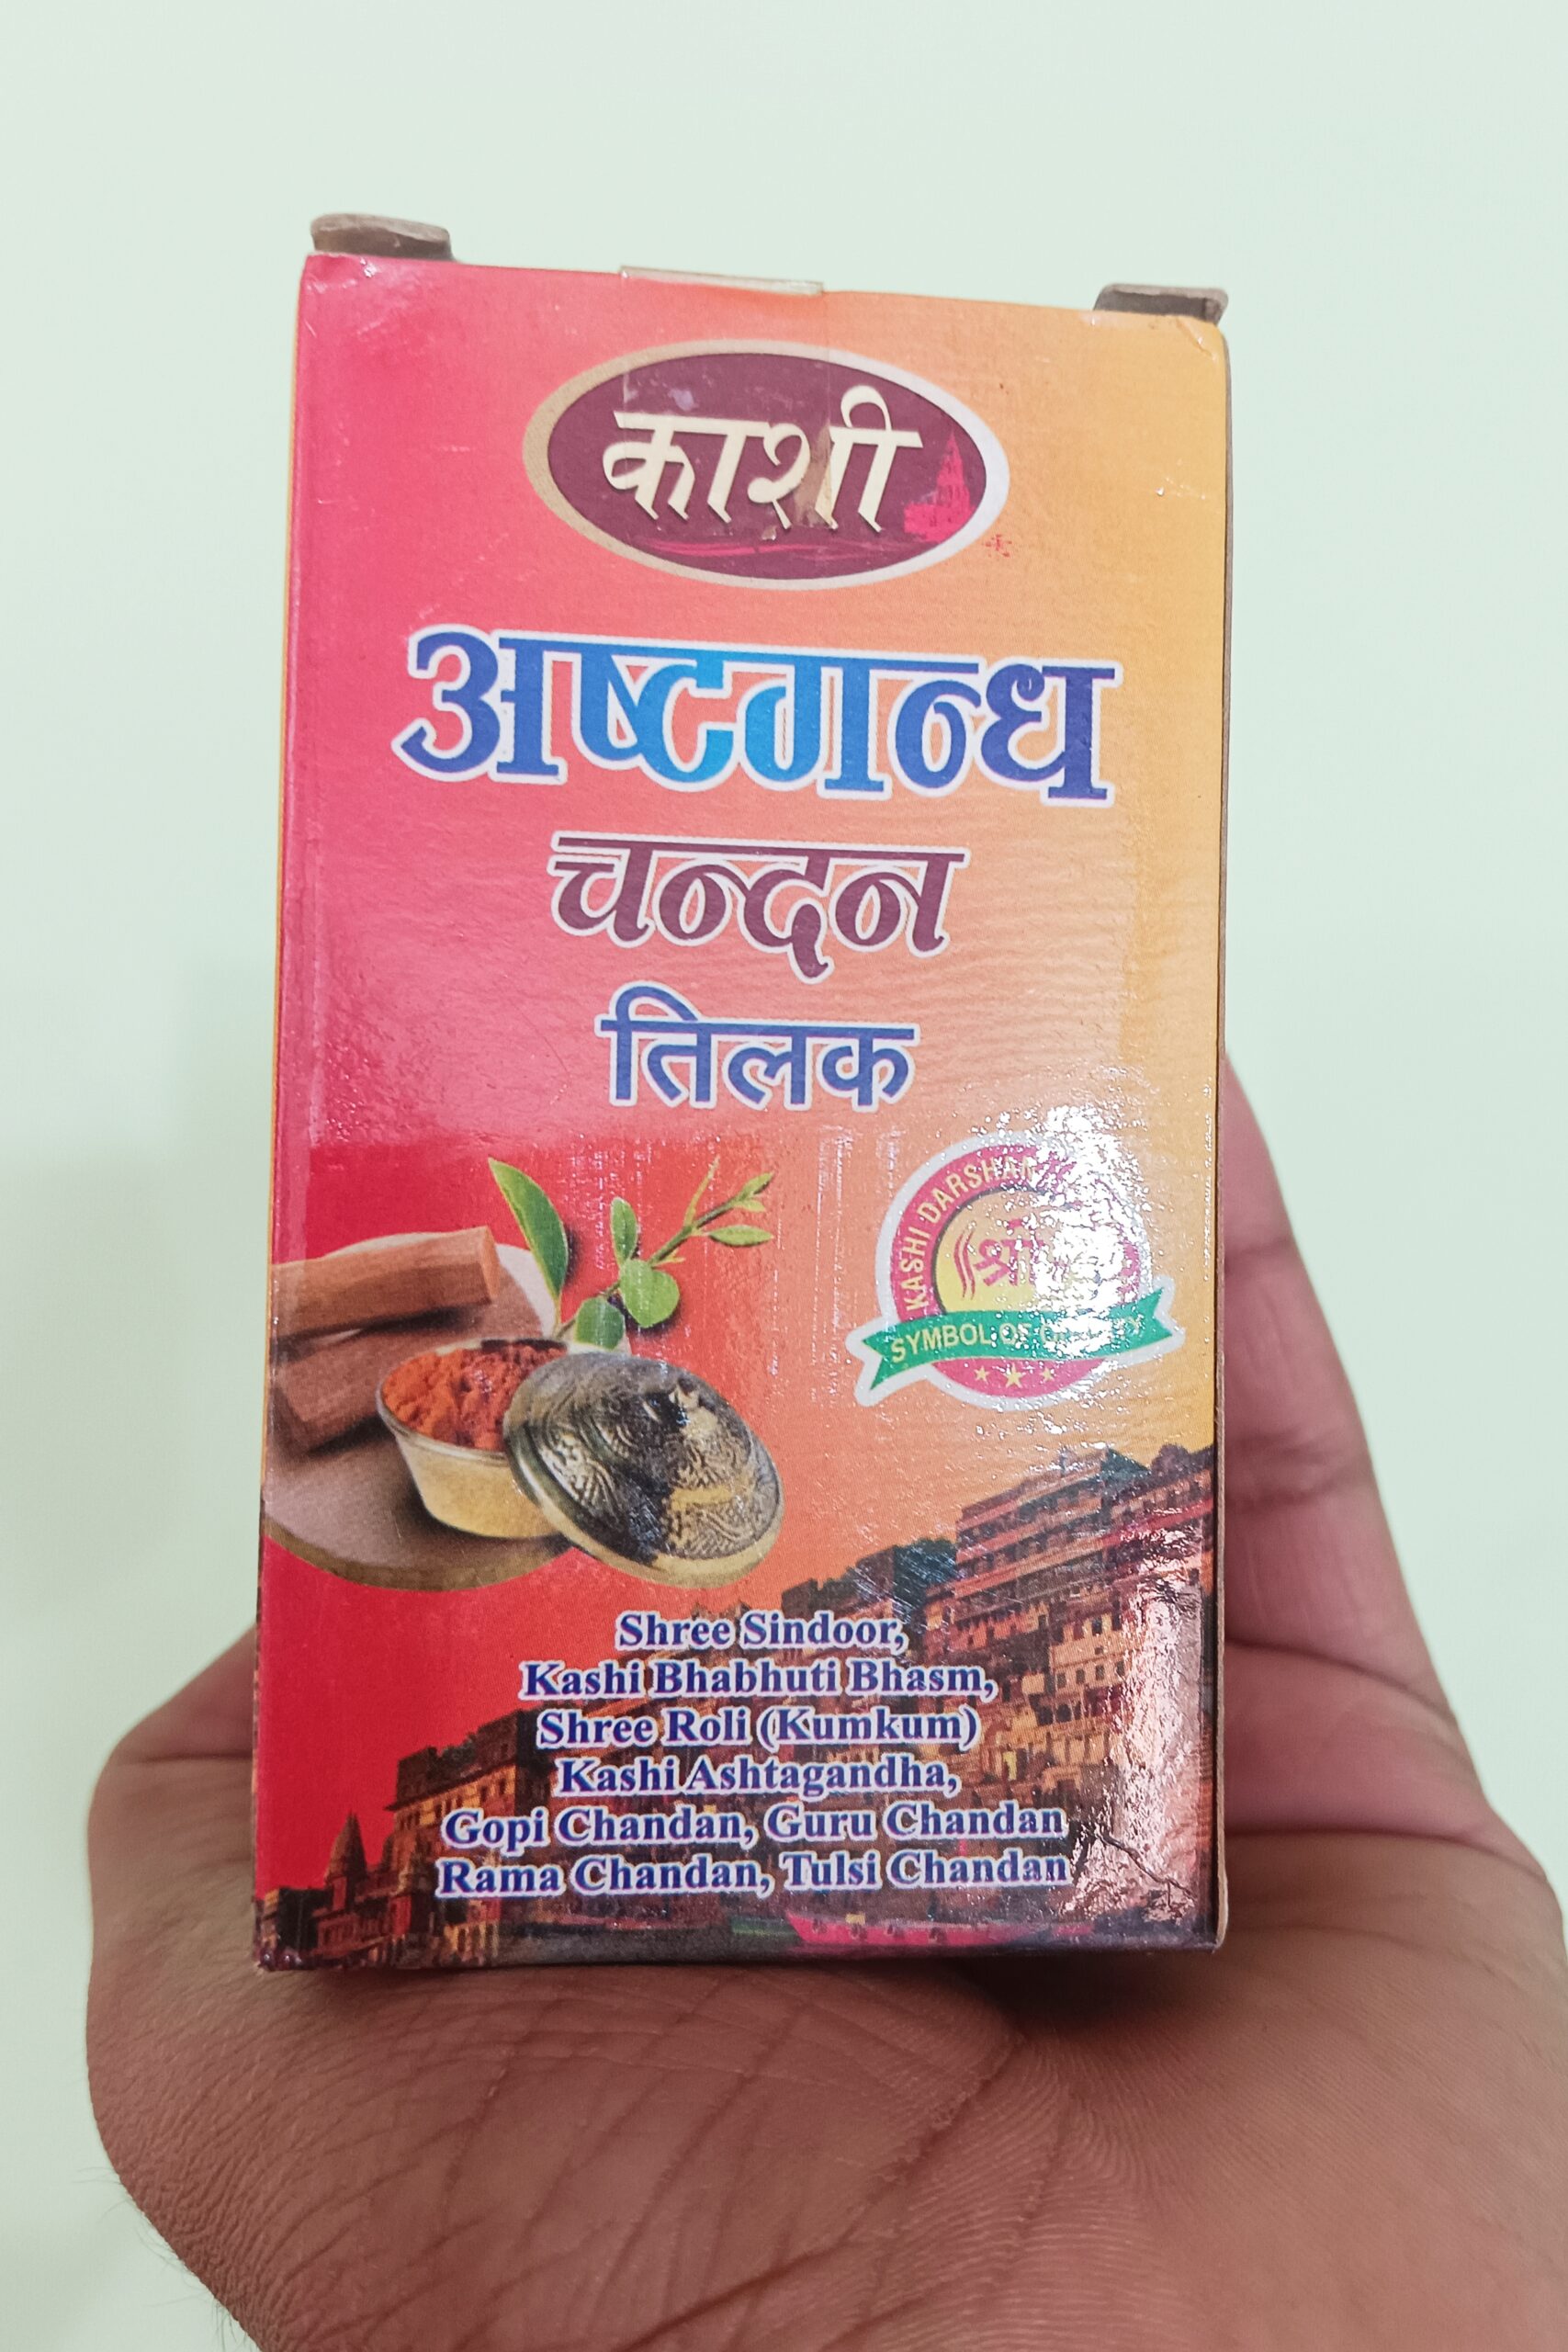 काशी
अष्टगन्ध
चन्दन
तिलक
KASHI DARSHAN
SYMBOL OF
Shree Sindoor,
Kashi Bhabhuti Bhasm,
Shree Roli (Kumkum)
Kashi Ashtagandha,
Gopi Chandan, Guru Chandan
Rama Chandan, Tulsi Chandan